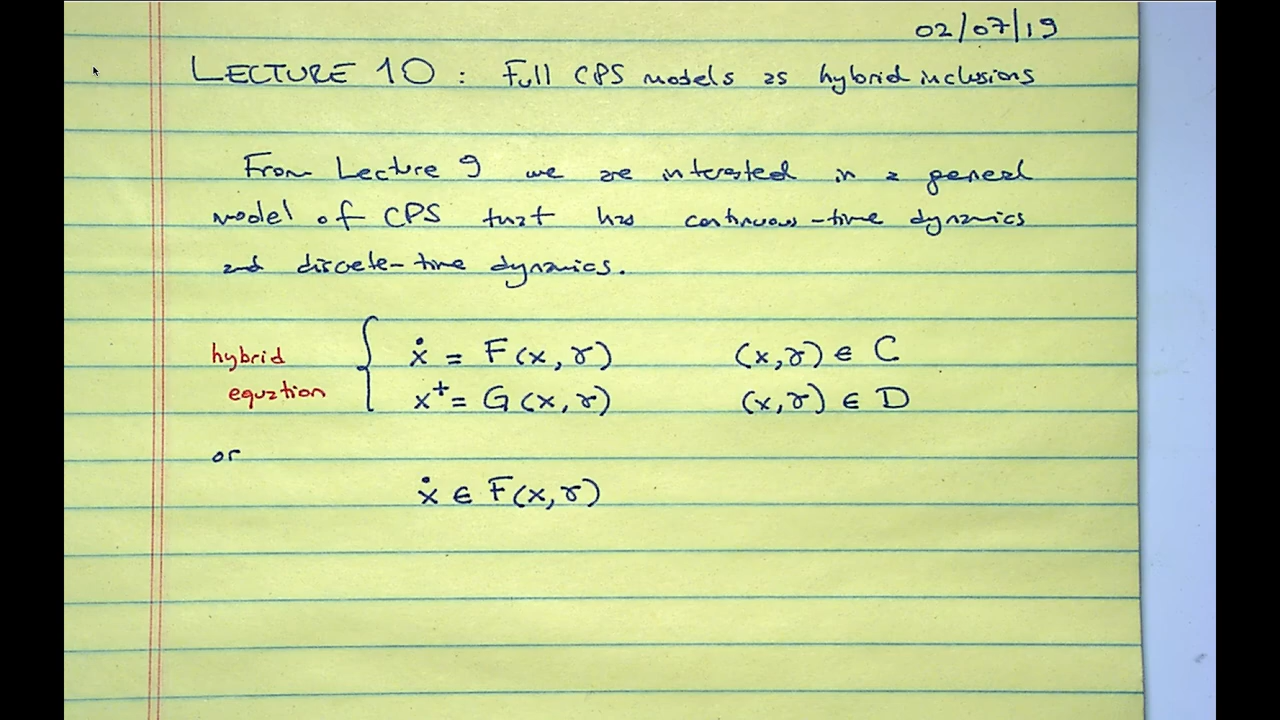 02/07/19
LECTURE 10 : Full CPS models as hybrid inclusions
From Lecture 9 we are interested in a general
model of CPS that has continuous-time dynamics
and discrete-time dynamics.
hybrid equation { ẋ = F(x, γ) (x, γ) ∈ C
x⁺ = G(x, γ) (x, γ) ∈ D
or
ẋ ∈ F(x, γ)